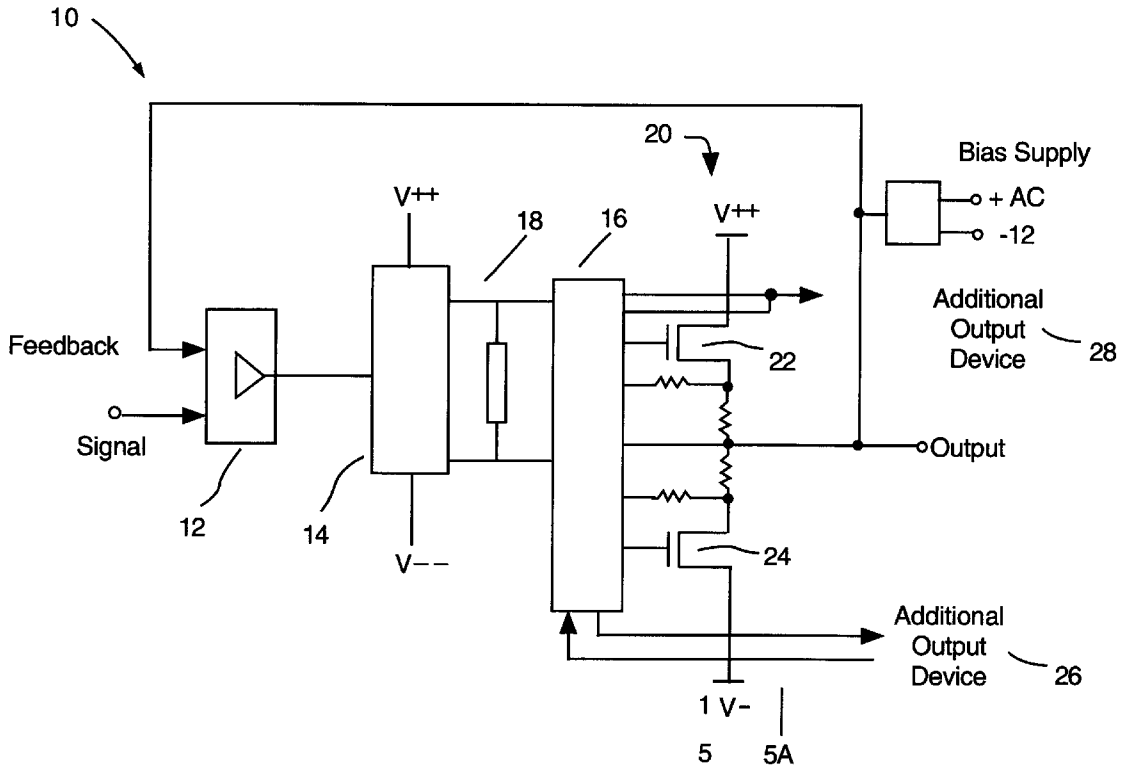 10
20
Bias Supply
+ AC
-12
V++
18
16
V++
Additional
Output
Device
28
Feedback
22
Signal
Output
12
14
V--
24
Additional
Output
Device
26
1 V-
5
5A